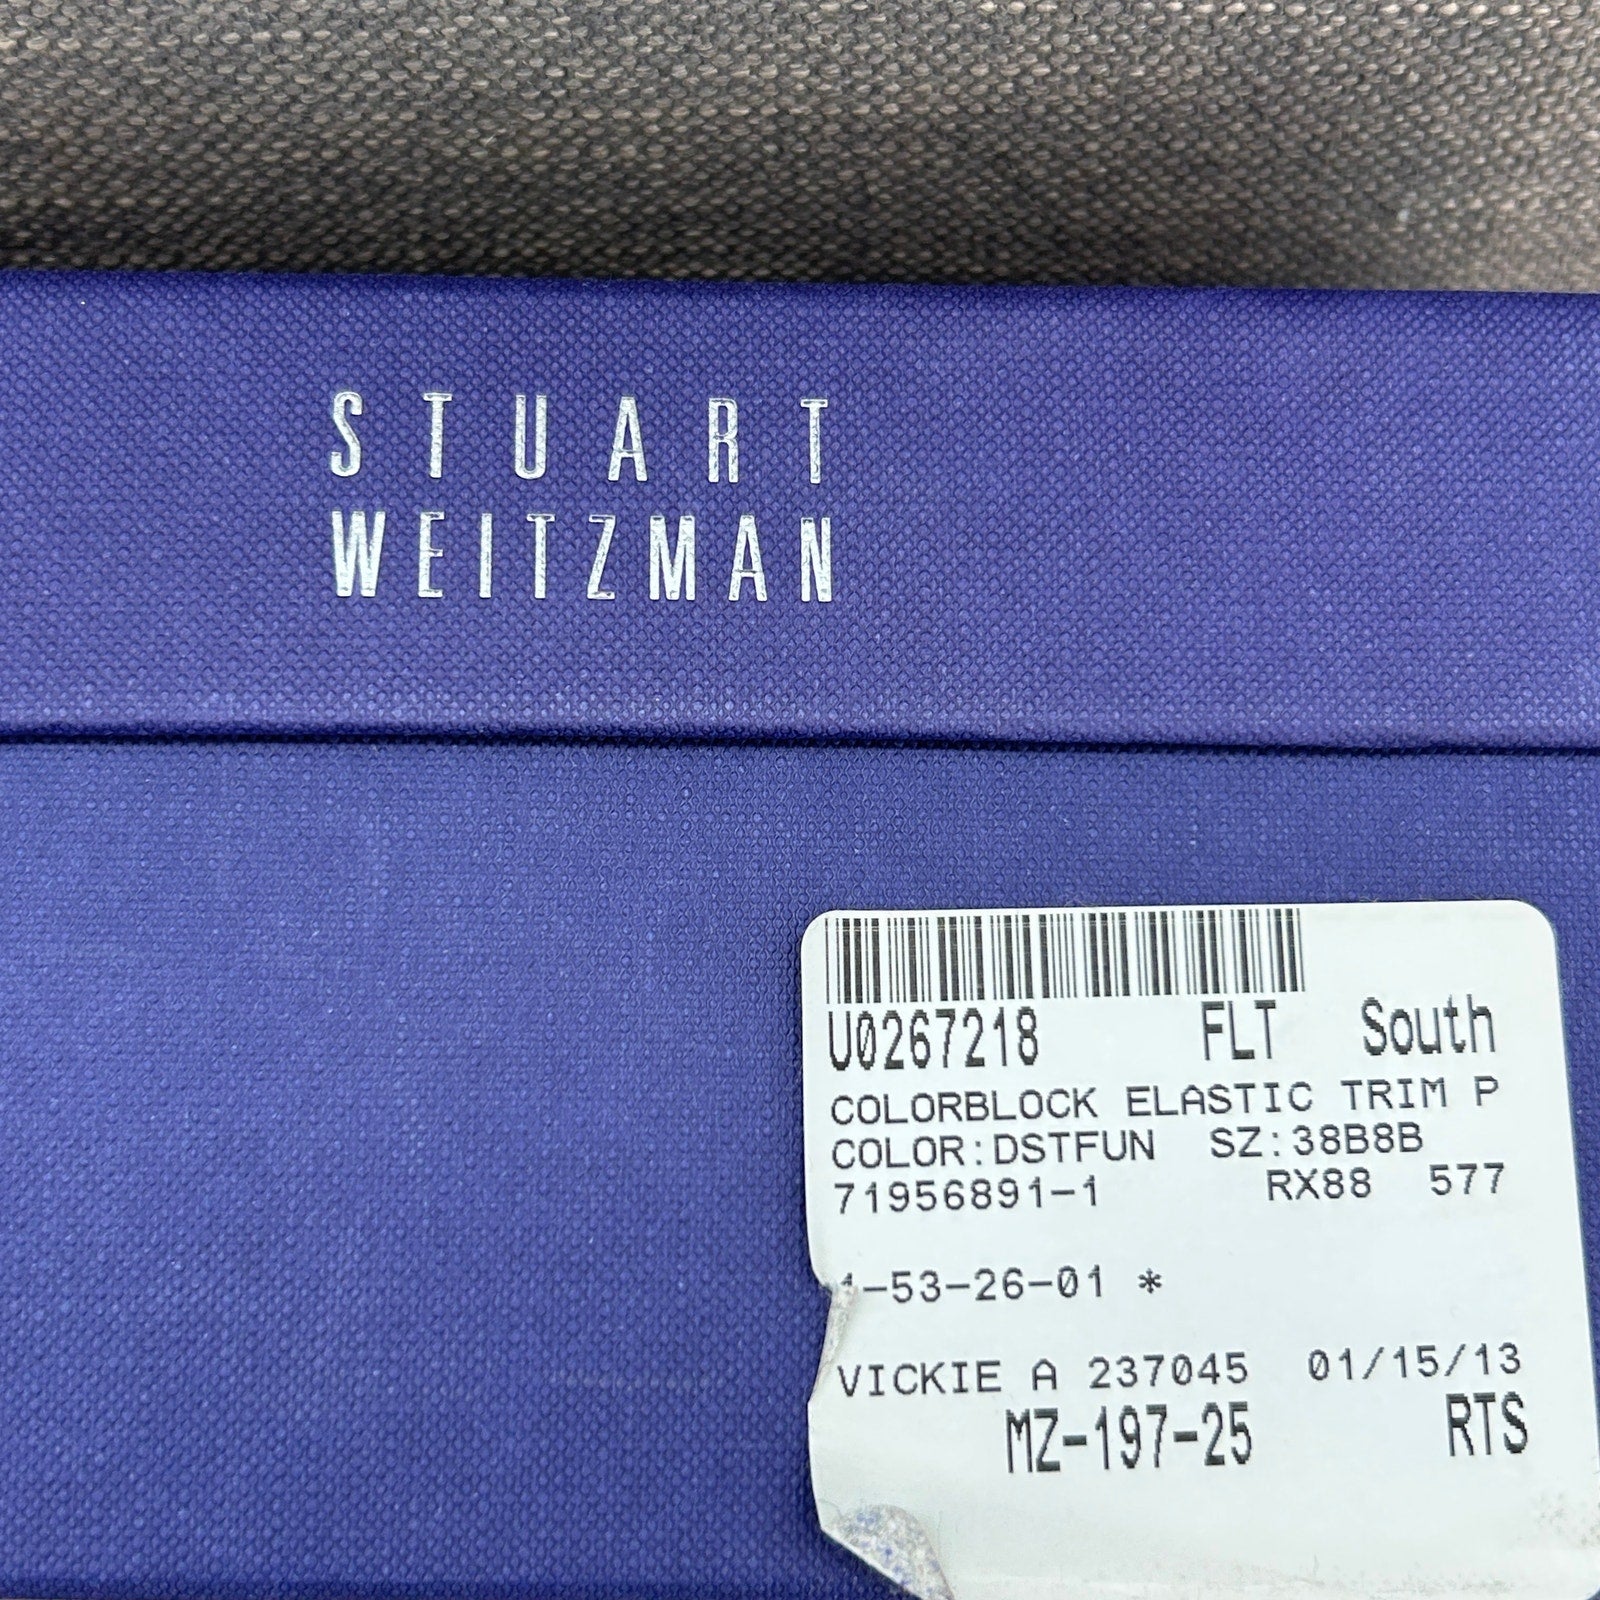 STUART
WEITZMAN
U0267218 FLT South
COLORBLOCK ELASTIC TRIM P
COLOR:DSTFUN SZ:38B8B
71956891-1 RX88 577
1-53-26-01 *
VICKIE A 237045 01/15/13
MZ-197-25 RTS